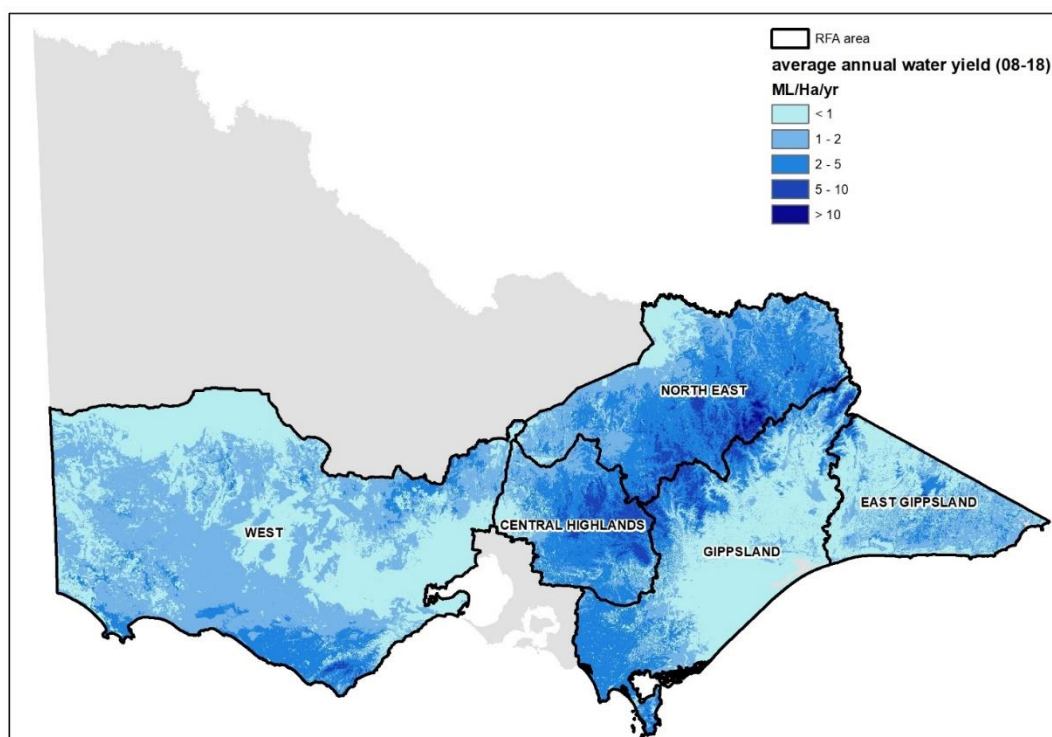 RFA area
average annual water yield (08-18)
ML/Ha/yr
< 1
1 - 2
2 - 5
5 - 10
> 10
NORTH EAST
WEST
CENTRAL HIGHLANDS
GIPPSLAND
EAST GIPPSLAND